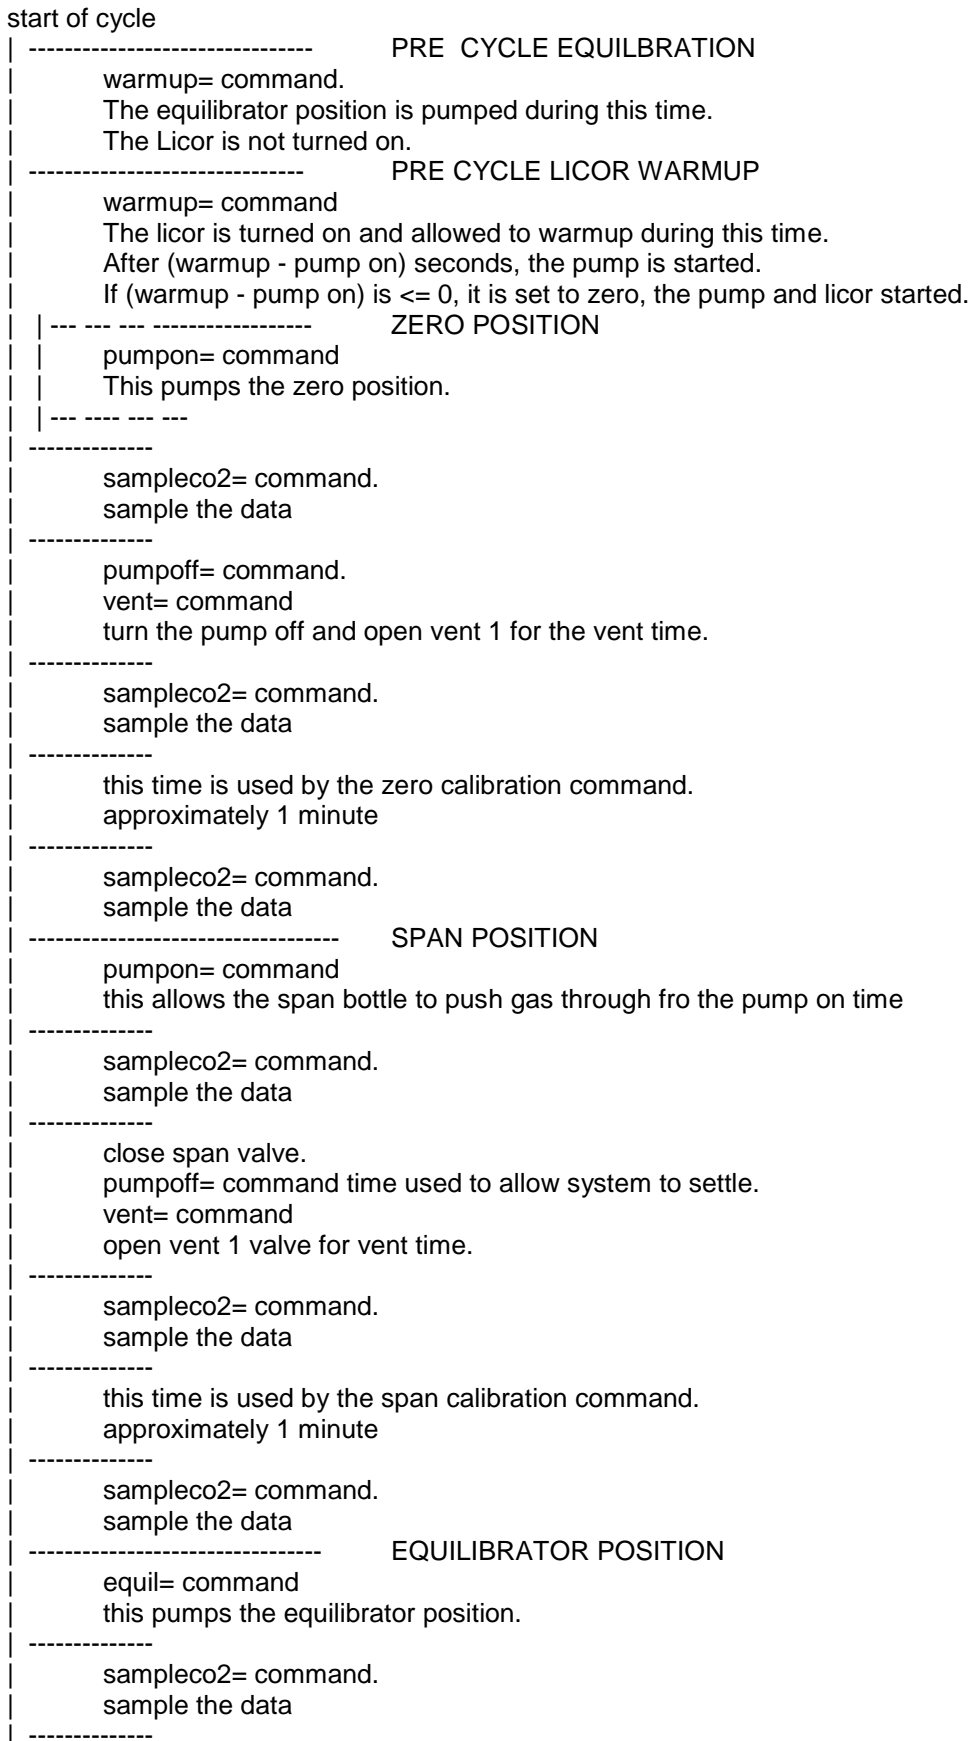 start of cycle
| -------------------------------- PRE CYCLE EQUILBRATION
| warmup= command.
| The equilibrator position is pumped during this time.
| The Licor is not turned on.
| ------------------------------- PRE CYCLE LICOR WARMUP
| warmup= command
| The licor is turned on and allowed to warmup during this time.
| After (warmup - pump on) seconds, the pump is started.
| If (warmup - pump on) is <= 0, it is set to zero, the pump and licor started.
| | --- --- --- ------------------ ZERO POSITION
| | pumpon= command
| | This pumps the zero position.
| | --- ---- --- ---
| --------------
| sampleco2= command.
| sample the data
| --------------
| pumpoff= command.
| vent= command
| turn the pump off and open vent 1 for the vent time.
| --------------
| sampleco2= command.
| sample the data
| --------------
| this time is used by the zero calibration command.
| approximately 1 minute
| --------------
| sampleco2= command.
| sample the data
| ----------------------------------- SPAN POSITION
| pumpon= command
| this allows the span bottle to push gas through fro the pump on time
| --------------
| sampleco2= command.
| sample the data
| --------------
| close span valve.
| pumpoff= command time used to allow system to settle.
| vent= command
| open vent 1 valve for vent time.
| --------------
| sampleco2= command.
| sample the data
| --------------
| this time is used by the span calibration command.
| approximately 1 minute
| --------------
| sampleco2= command.
| sample the data
| --------------------------------- EQUILIBRATOR POSITION
| equil= command
| this pumps the equilibrator position.
| --------------
| sampleco2= command.
| sample the data
| --------------